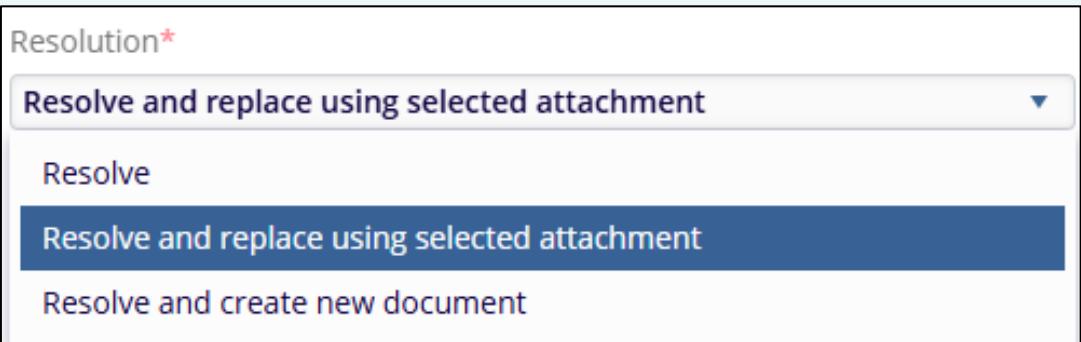 Resolution*
Resolve and replace using selected attachment
Resolve
Resolve and replace using selected attachment
Resolve and create new document